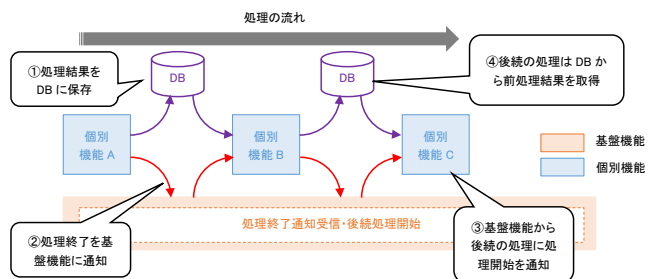 処理の流れ
①処理結果を
DBに保存
DB
DB
④後続の処理は DB か
ら前処理結果を取得
個別
機能 A
個別
機能 B
個別
機能 C
基盤機能
個別機能
処理終了通知受信・後続処理開始
②処理終了を基
盤機能に通知
③基盤機能から
後続の処理に処
理開始を通知